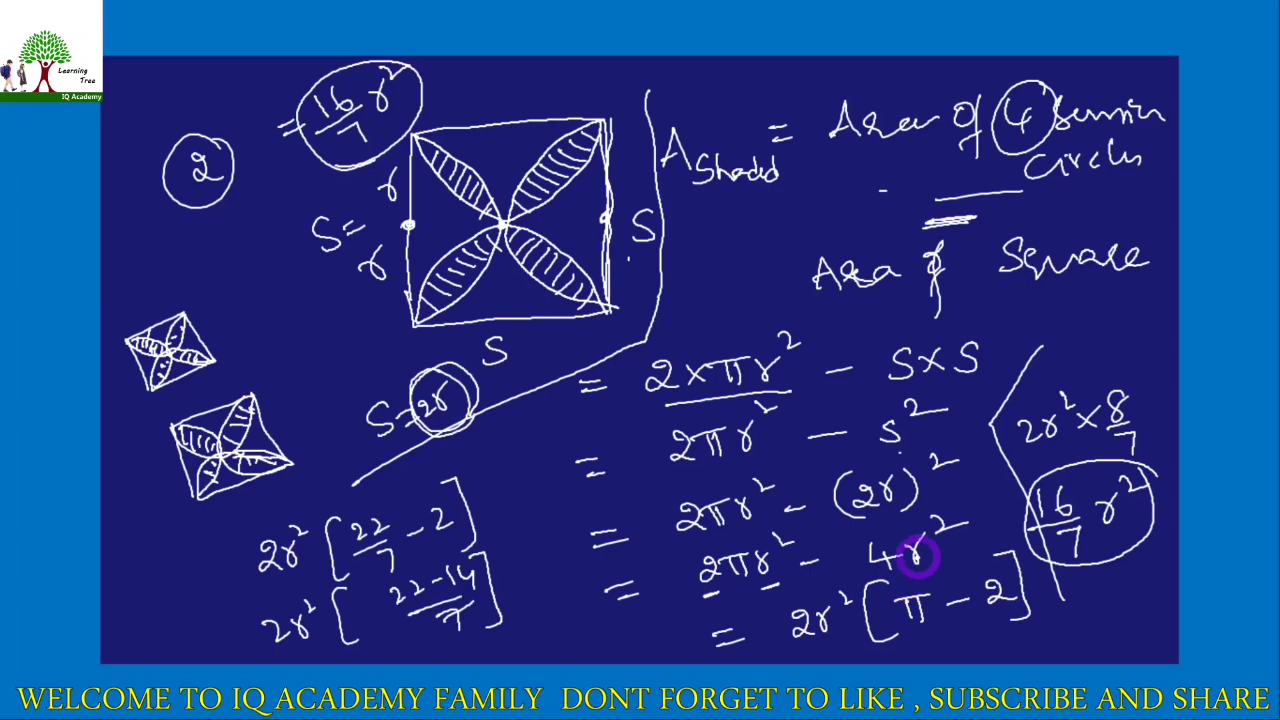 Learning
Tree
IQ Academy
2
= 16/7 r²
r
S =
r
S
S
S = 2r
A Shaded = Area of 4 semi
Circles
-
Area of Square
= 2 × πr² - S × S
= 2πr² - s²
= 2πr² - (2r)²
= 2πr² - 4r²
= 2r² [π - 2]
2r² [22/7 - 2]
2r² [22-14/7]
2r² × 8/7
16/7 r²
WELCOME TO IQ ACADEMY FAMILY DONT FORGET TO LIKE , SUBSCRIBE AND SHARE